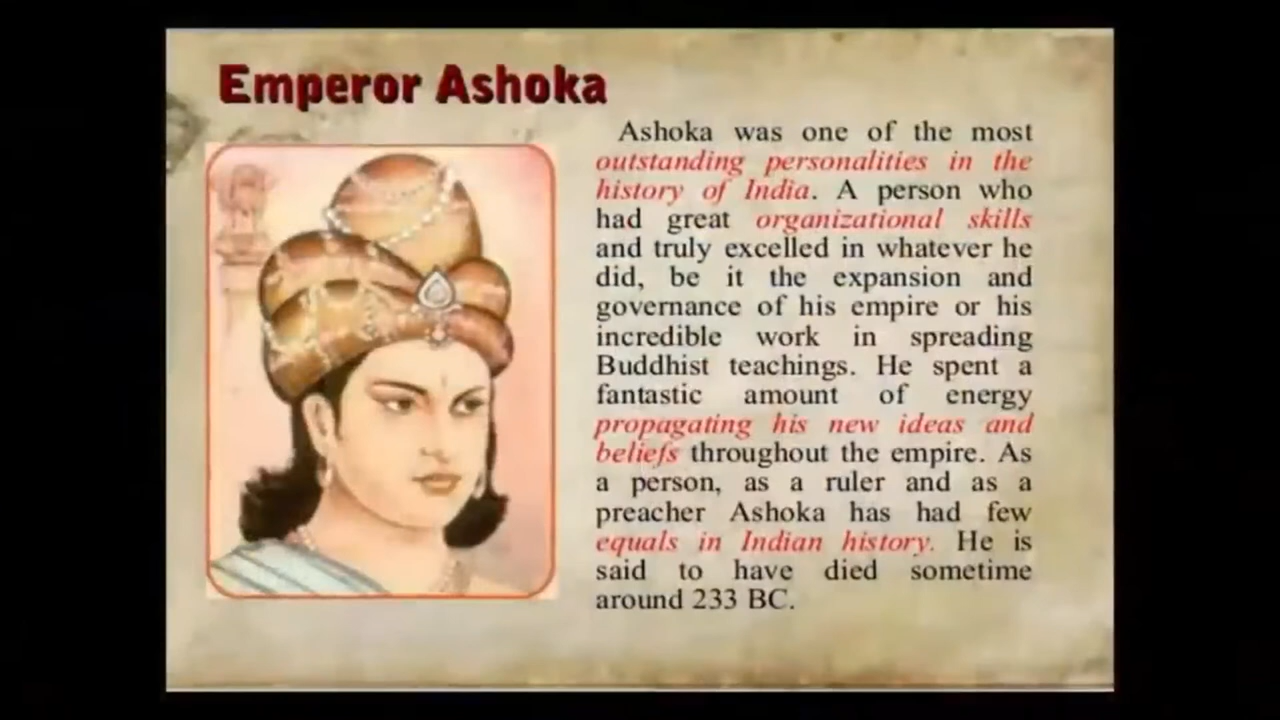 Emperor Ashoka
Ashoka was one of the most
outstanding personalities in the
history of India. A person who
had great organizational skills
and truly excelled in whatever he
did, be it the expansion and
governance of his empire or his
incredible work in spreading
Buddhist teachings. He spent a
fantastic amount of energy
propagating his new ideas and
beliefs throughout the empire. As
a person, as a ruler and as a
preacher Ashoka has had few
equals in Indian history. He is
said to have died sometime
around 233 BC.